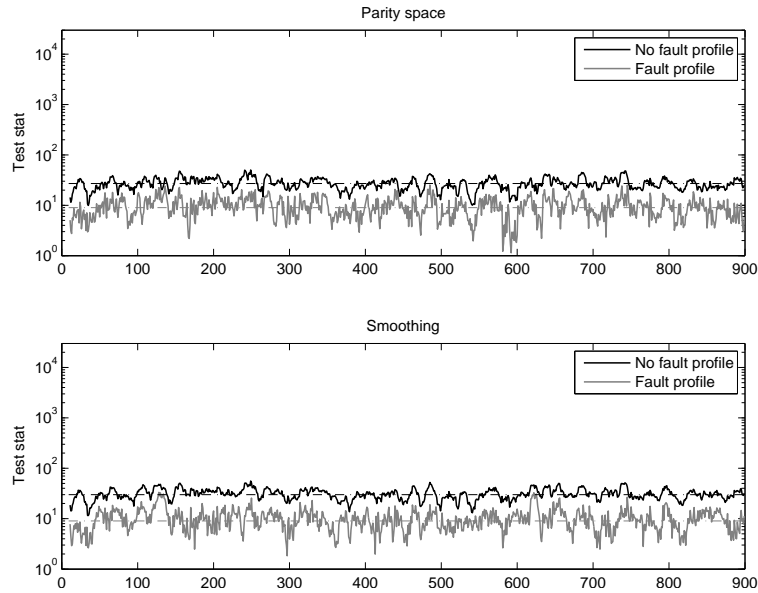 Parity space
No fault profile
Fault profile
Test stat
10^4
10^3
10^2
10^1
10^0
0 100 200 300 400 500 600 700 800 900
Smoothing
No fault profile
Fault profile
Test stat
10^4
10^3
10^2
10^1
10^0
0 100 200 300 400 500 600 700 800 900